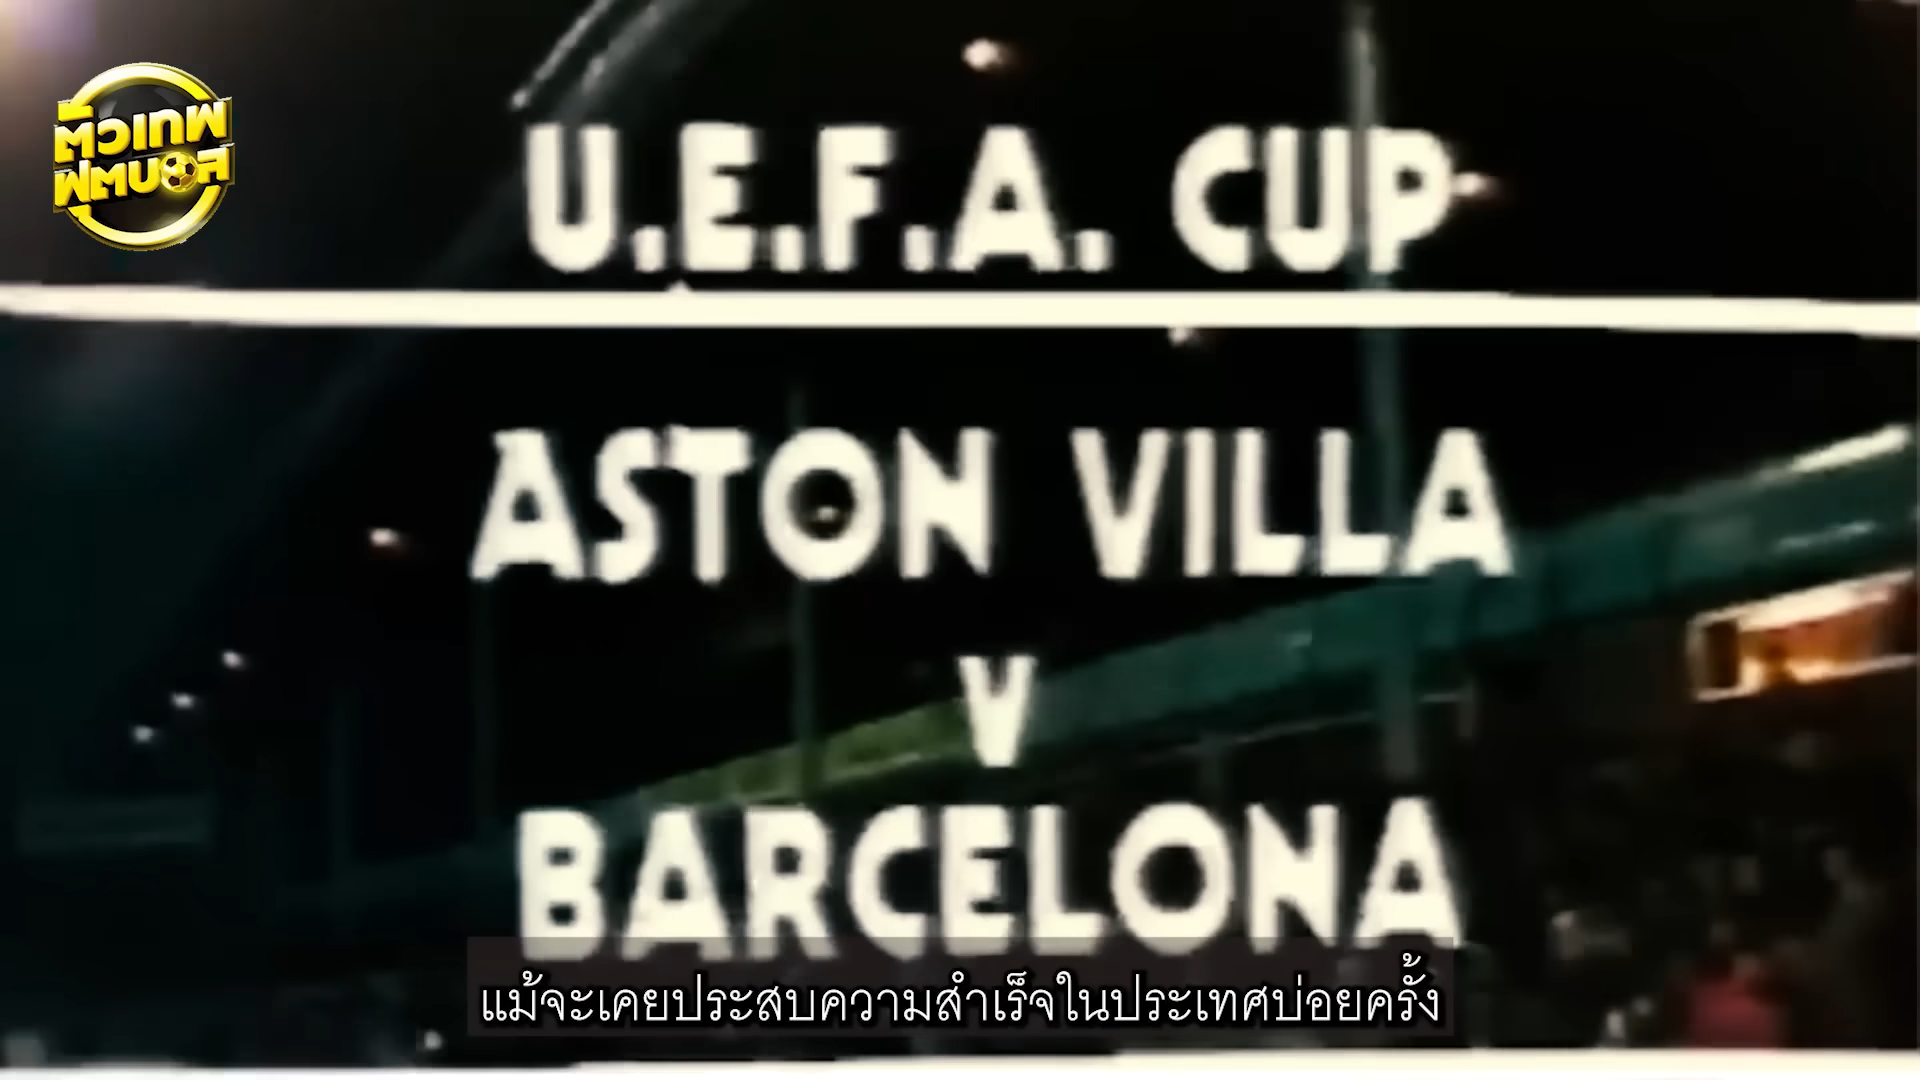 ตัวเทพ
ฟุตบอล
U.E.F.A. CUP
ASTON VILLA
V
BARCELONA
แม้จะเคยประสบความสำเร็จในประเทศบ่อยครั้ง